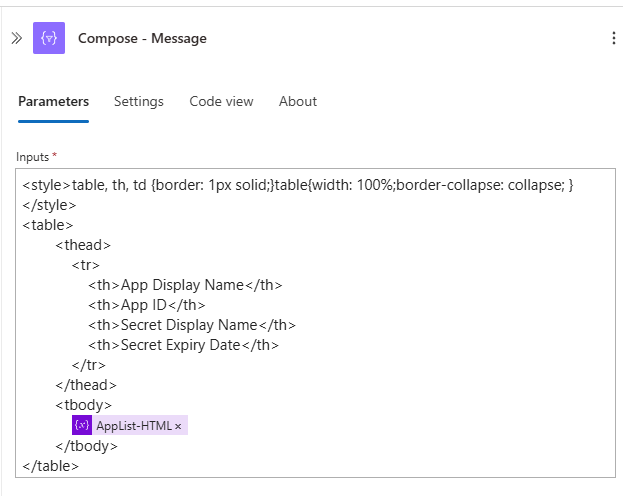 Compose - Message
Parameters Settings Code view About
Inputs *
<style>table, th, td {border: 1px solid;}table{width: 100%;border-collapse: collapse; }
</style>
<table>
<thead>
<tr>
<th>App Display Name</th>
<th>App ID</th>
<th>Secret Display Name</th>
<th>Secret Expiry Date</th>
</tr>
</thead>
<tbody>
{x} AppList-HTML ×
</tbody>
</table>